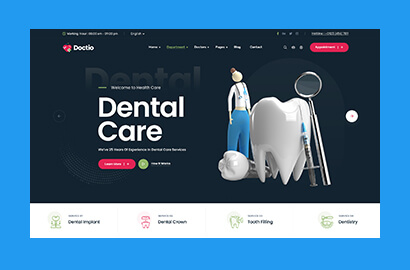 Working Hour : 08:00 am - 09:00 pm English
Doctio
Home Department Doctors Pages Blog Contact
Appointment
Dental
Welcome to Health Care
Dental
Care
We've 25 Years Of Experience In Dental Care Services
Learn More
How It Works
Dental Implant
Dental Crown
Tooth Filling
Dentistry